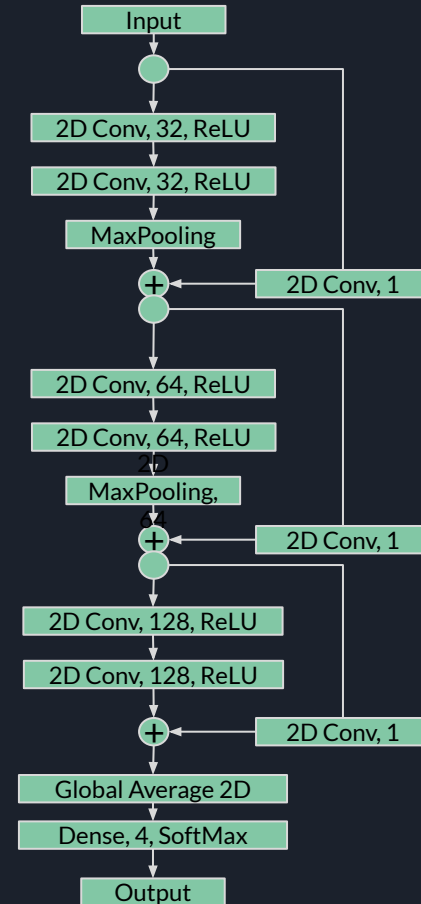 Input
2D Conv, 32, ReLU
2D Conv, 32, ReLU
MaxPooling
+
2D Conv, 1
2D Conv, 64, ReLU
2D Conv, 64, ReLU
2D
MaxPooling,
64
+
2D Conv, 1
2D Conv, 128, ReLU
2D Conv, 128, ReLU
+
2D Conv, 1
Global Average 2D
Dense, 4, SoftMax
Output